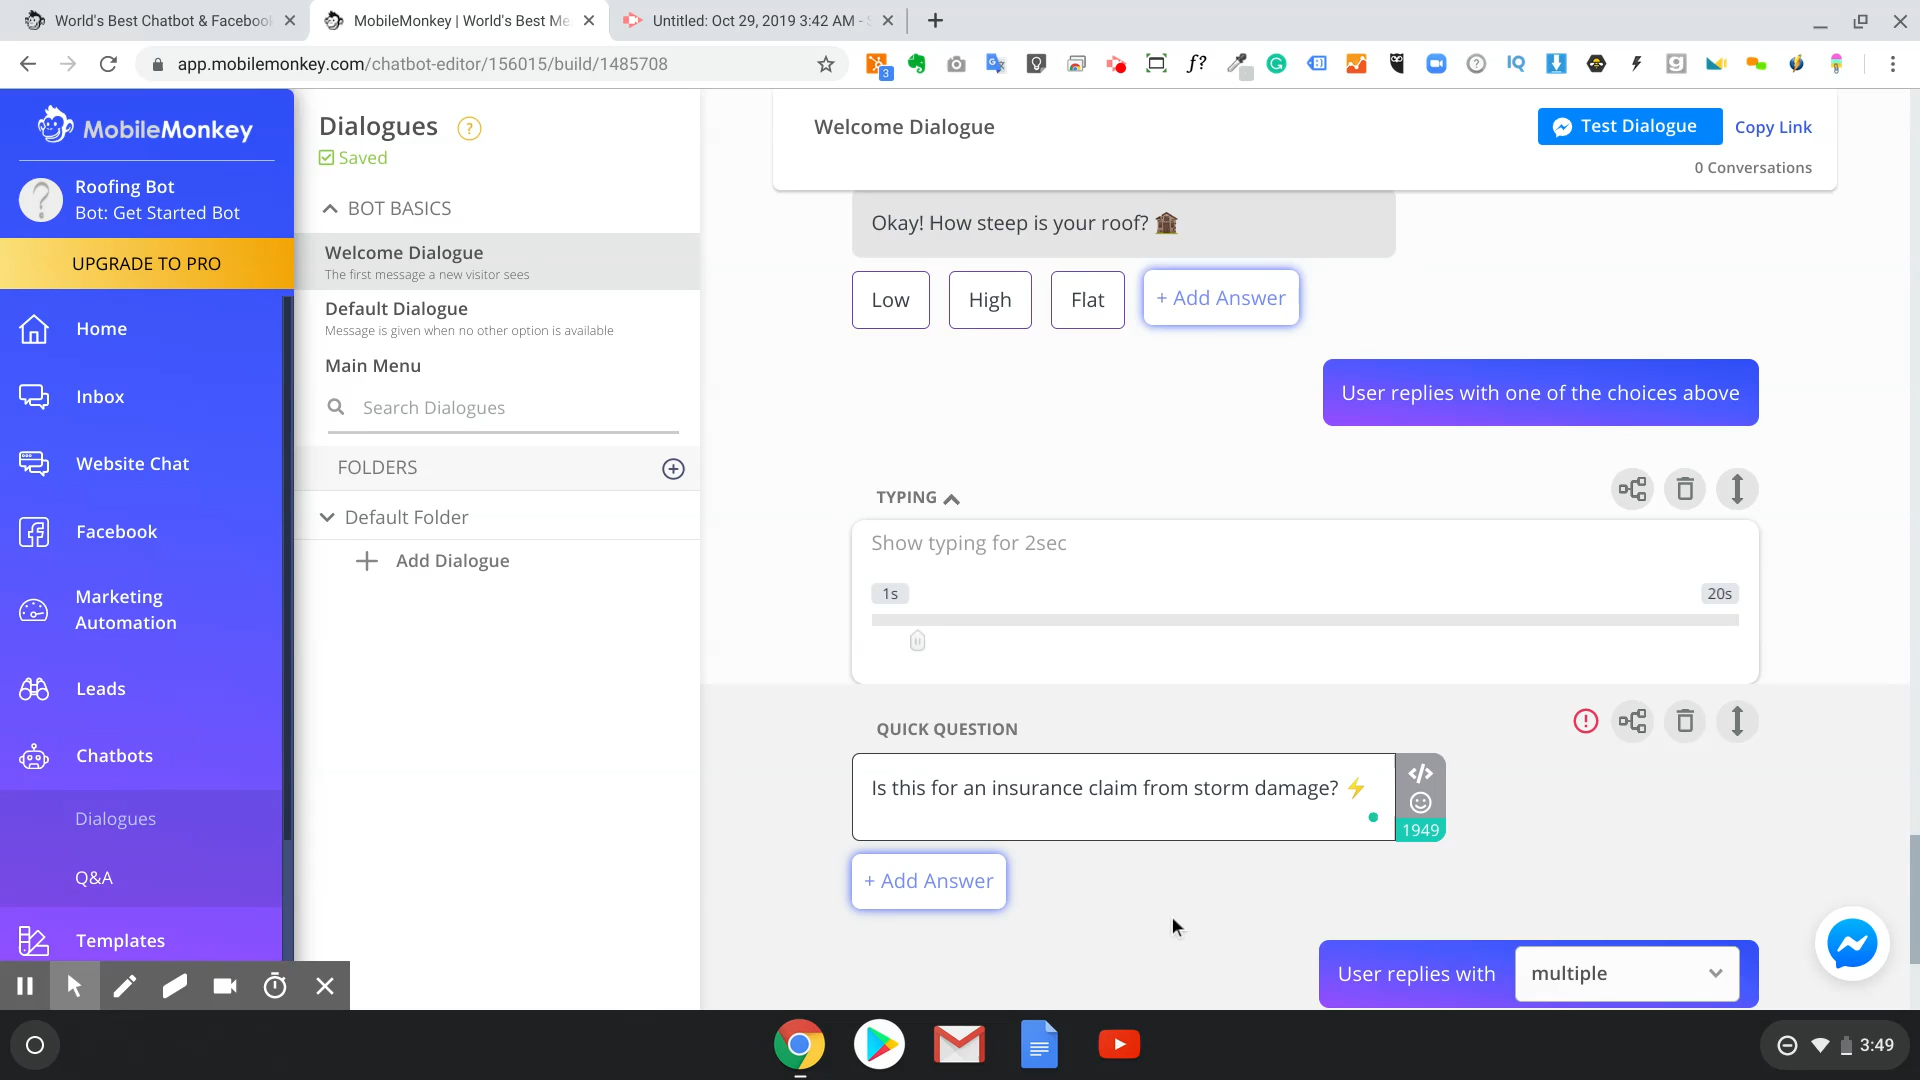 World's Best Chatbot & Faceboo
MobileMonkey | World's Best Me
Untitled: Oct 29, 2019 3:42 AM - S
app.mobilemonkey.com/chatbot-editor/156015/build/1485708
3
f?
IQ
g
MobileMonkey
Roofing Bot
Bot: Get Started Bot
UPGRADE TO PRO
Home
Inbox
Website Chat
Facebook
Marketing
Automation
Leads
Chatbots
Dialogues
Q&A
Templates
Dialogues ?
Saved
BOT BASICS
Welcome Dialogue
The first message a new visitor sees
Default Dialogue
Message is given when no other option is available
Main Menu
Search Dialogues
FOLDERS
Default Folder
Add Dialogue
Welcome Dialogue
Test Dialogue
Copy Link
0 Conversations
Okay! How steep is your roof? 🏚
Low
High
Flat
+ Add Answer
User replies with one of the choices above
TYPING
Show typing for 2sec
1s
20s
QUICK QUESTION
Is this for an insurance claim from storm damage? ⚡
</>
1949
+ Add Answer
User replies with
multiple
3:49